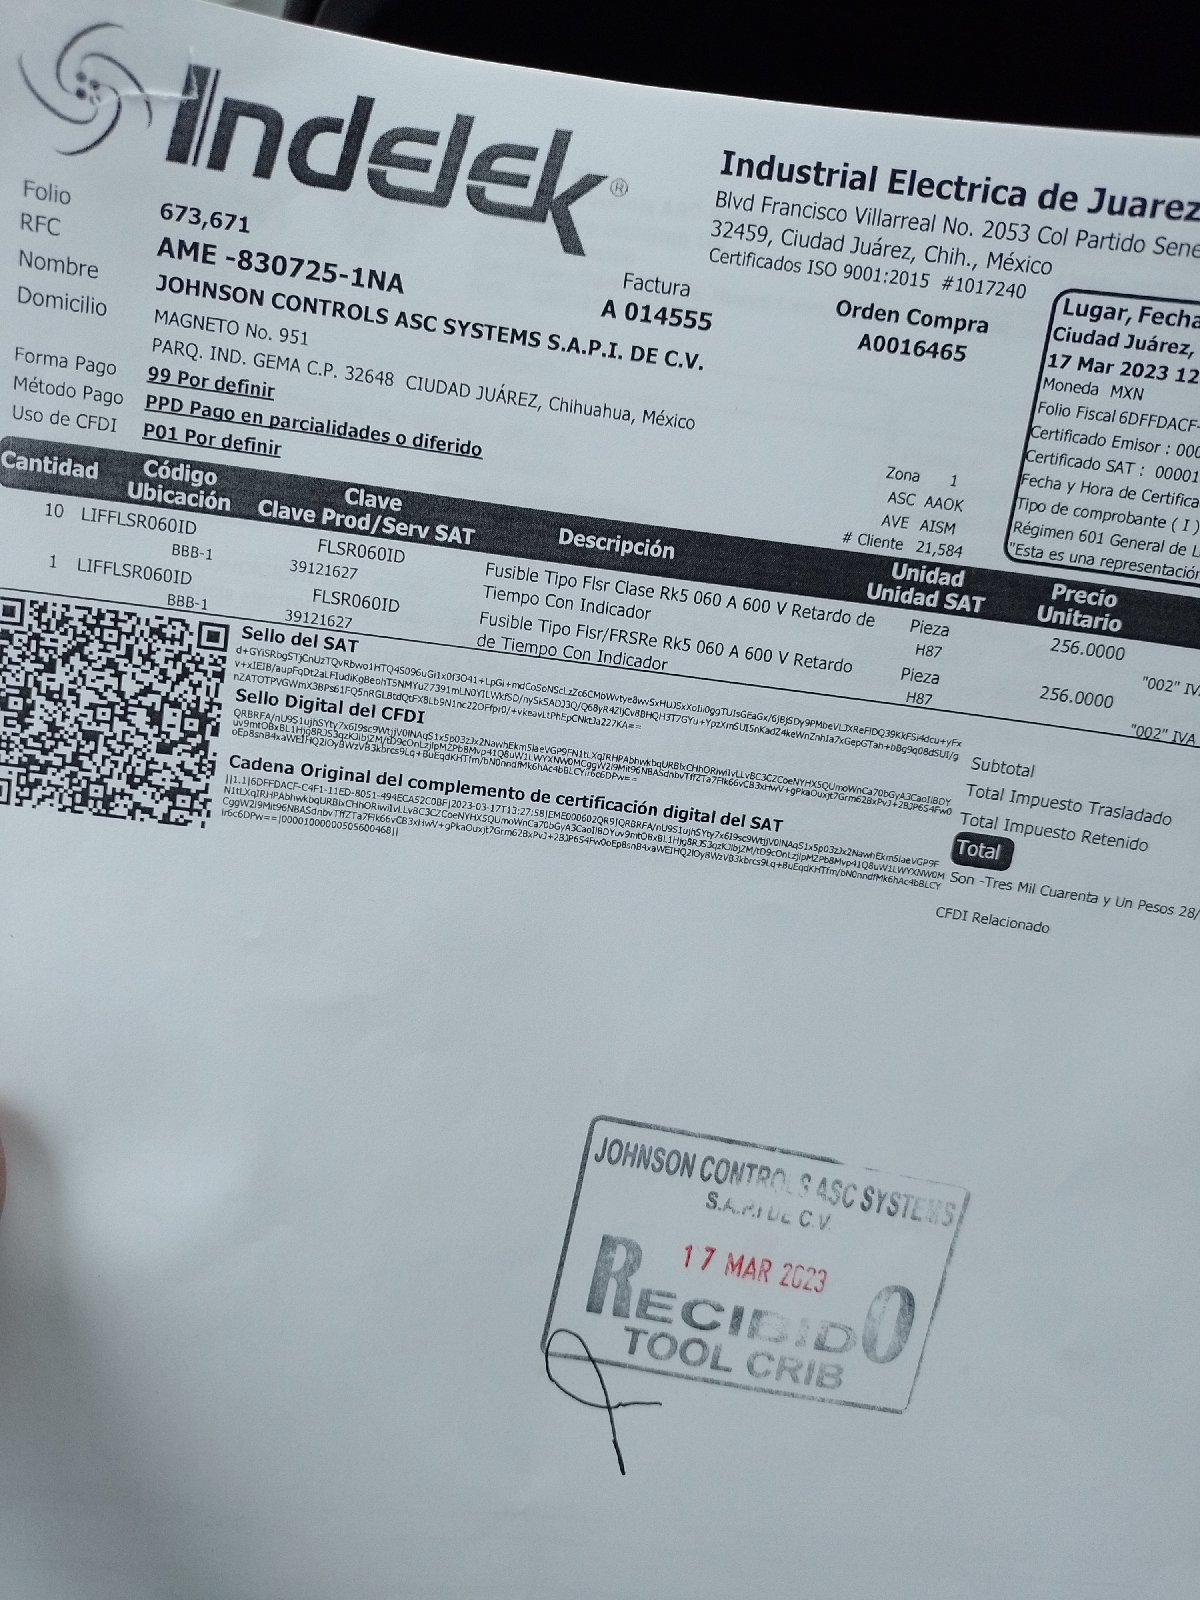 Indelek®
Industrial Electrica de Juarez
Blvd Francisco Villarreal No. 2053 Col Partido Sene
32459, Ciudad Juárez, Chih., México
Certificados ISO 9001:2015 #1017240
Folio 673,671
RFC AME -830725-1NA
Nombre JOHNSON CONTROLS ASC SYSTEMS S.A.P.I. DE C.V.
Domicilio MAGNETO No. 951
PARQ. IND. GEMA C.P. 32648 CIUDAD JUÁREZ, Chihuahua, México
Forma Pago 99 Por definir
Método Pago PPD Pago en parcialidades o diferido
Uso de CFDI P01 Por definir
Factura
A 014555
Orden Compra
A0016465
Lugar, Fecha
Ciudad Juárez,
17 Mar 2023 12
Moneda MXN
Folio Fiscal 6DFFDACF-
Certificado Emisor : 000
Certificado SAT : 00001
Fecha y Hora de Certifica
Tipo de comprobante ( I )
Régimen 601 General de L
"Esta es una representación
Zona 1
ASC AAOK
AVE AISM
# Cliente 21,584
Cantidad Código Ubicación Clave Clave Prod/Serv SAT Descripción Unidad Unidad SAT Precio Unitario
10 LIFFLSR060ID FLSR060ID Fusible Tipo Flsr Clase Rk5 060 A 600 V Retardo de Pieza 256.0000
BBB-1 39121627 Tiempo Con Indicador H87 "002" IV
1 LIFFLSR060ID FLSR060ID Fusible Tipo Flsr/FRSRe Rk5 060 A 600 V Retardo Pieza 256.0000
BBB-1 39121627 de Tiempo Con Indicador H87 "002" IVA
Sello del SAT
Sello Digital del CFDI
Cadena Original del complemento de certificación digital del SAT
Subtotal
Total Impuesto Trasladado
Total Impuesto Retenido
Total
Son -Tres Mil Cuarenta y Un Pesos 28/
CFDI Relacionado
JOHNSON CONTROLS ASC SYSTEMS
S.A.P.I DE C.V.
17 MAR 2023
RECIBIDO
TOOL CRIB